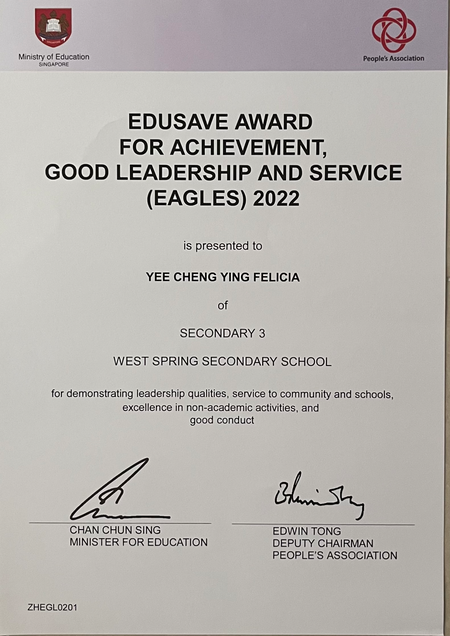 Ministry of Education
SINGAPORE
People's Association
EDUSAVE AWARD
FOR ACHIEVEMENT,
GOOD LEADERSHIP AND SERVICE
(EAGLES) 2022
is presented to
YEE CHENG YING FELICIA
of
SECONDARY 3
WEST SPRING SECONDARY SCHOOL
for demonstrating leadership qualities, service to community and schools,
excellence in non-academic activities, and
good conduct
CHAN CHUN SING
MINISTER FOR EDUCATION
EDWIN TONG
DEPUTY CHAIRMAN
PEOPLE'S ASSOCIATION
ZHEGL0201